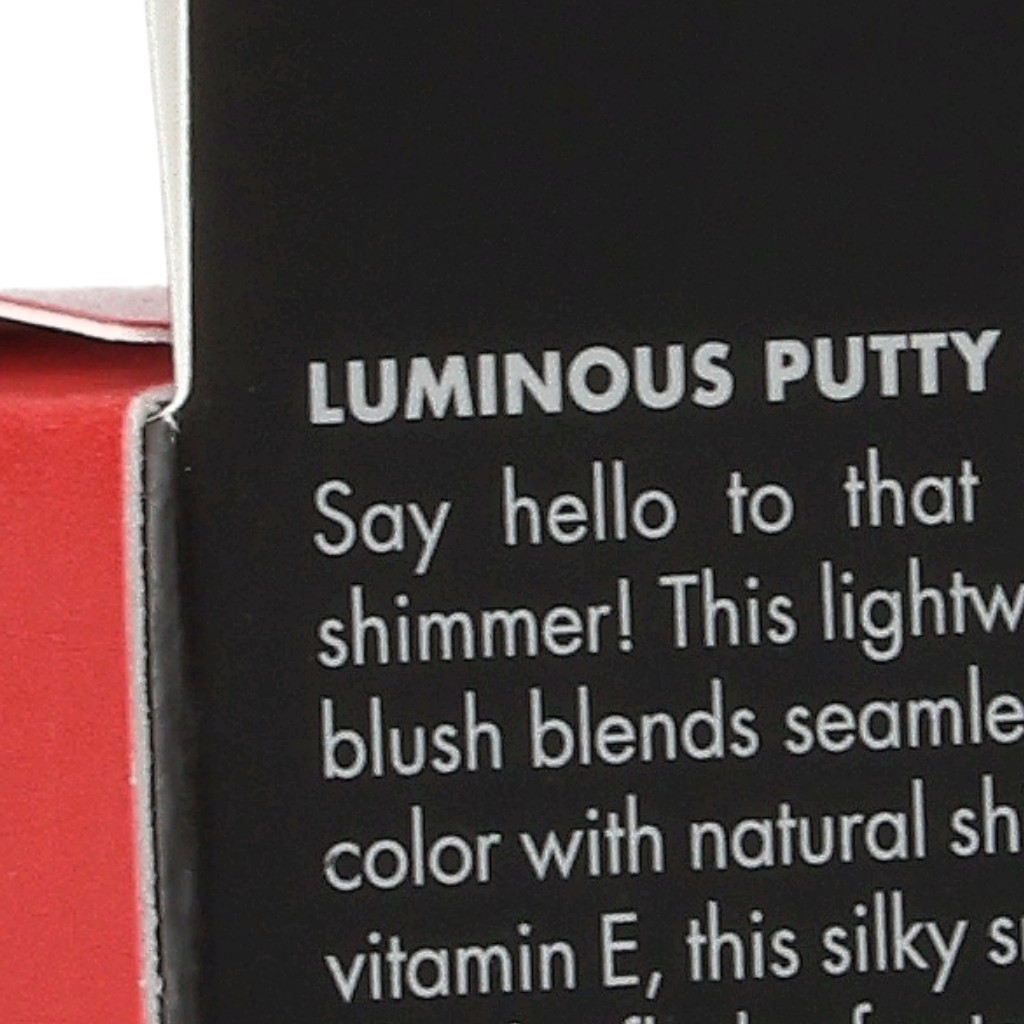 LUMINOUS PUTTY
Say hello to that
shimmer! This lightw
blush blends seamle
color with natural sh
vitamin E, this silky